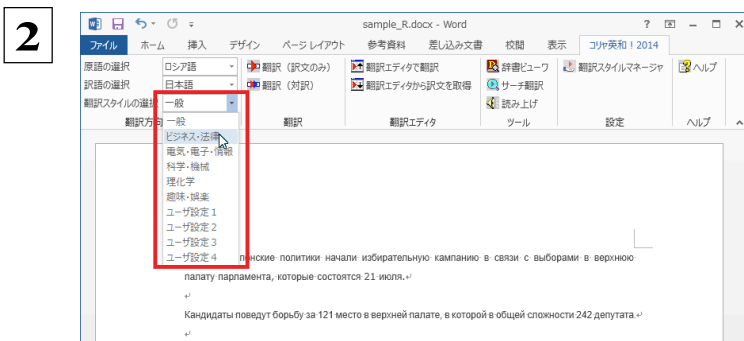 2
sample_R.docx - Word
ファイル ホーム 挿入 デザイン ページ レイアウト 参考資料 差し込み文書 校閲 表示 コリャ英和！2014
原語の選択 ロシア語 翻訳（訳文のみ） 翻訳エディタで翻訳 辞書ビューワ 翻訳スタイルマネージャ ヘルプ
訳語の選択 日本語 翻訳（対訳） 翻訳エディタから訳文を取得 サーチ翻訳
翻訳スタイルの選択 一般 読み上げ
翻訳方向 翻訳 翻訳エディタ ツール 設定 ヘルプ
一般
ビジネス・法律
電気・電子・情報
科学・機械
理化学
趣味・娯楽
ユーザ設定 1
ユーザ設定 2
ユーザ設定 3
ユーザ設定 4
политики начали избирательную кампанию в связи с выборами в верхнюю
палату парламента, которые состоятся 21 июля.
Кандидаты поведут борьбу за 121 место в верхней палате, в которой в общей сложности 242 депутата.